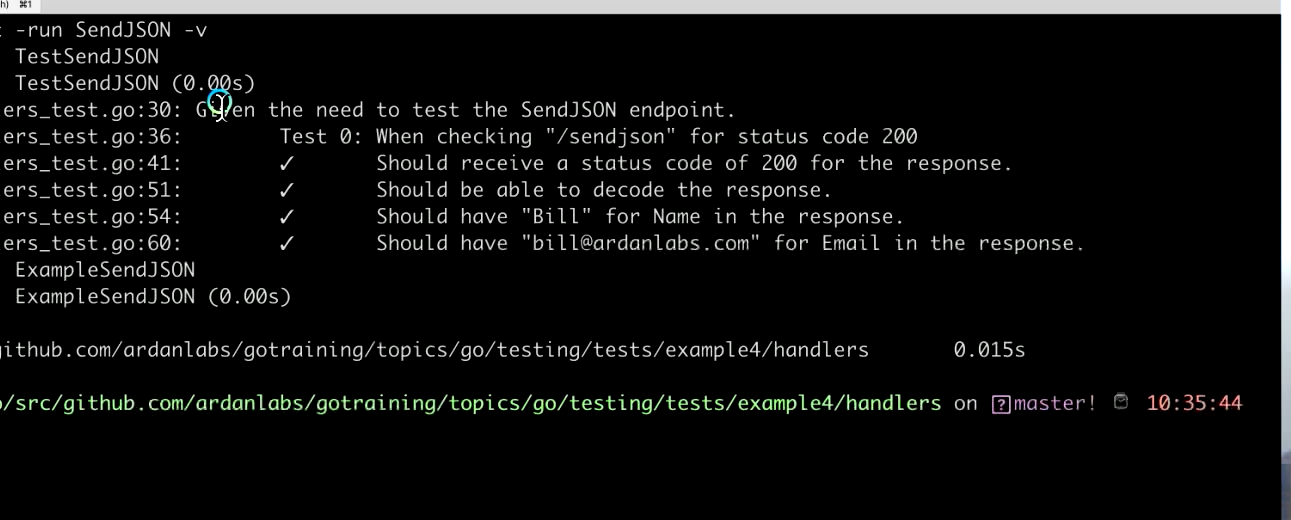 h) ⌘1
-run SendJSON -v
TestSendJSON
TestSendJSON (0.00s)
ers_test.go:30: Given the need to test the SendJSON endpoint.
ers_test.go:36: Test 0: When checking "/sendjson" for status code 200
ers_test.go:41: ✓ Should receive a status code of 200 for the response.
ers_test.go:51: ✓ Should be able to decode the response.
ers_test.go:54: ✓ Should have "Bill" for Name in the response.
ers_test.go:60: ✓ Should have "bill@ardanlabs.com" for Email in the response.
ExampleSendJSON
ExampleSendJSON (0.00s)
github.com/ardanlabs/gotraining/topics/go/testing/tests/example4/handlers 0.015s
o/src/github.com/ardanlabs/gotraining/topics/go/testing/tests/example4/handlers on [?]master! 10:35:44